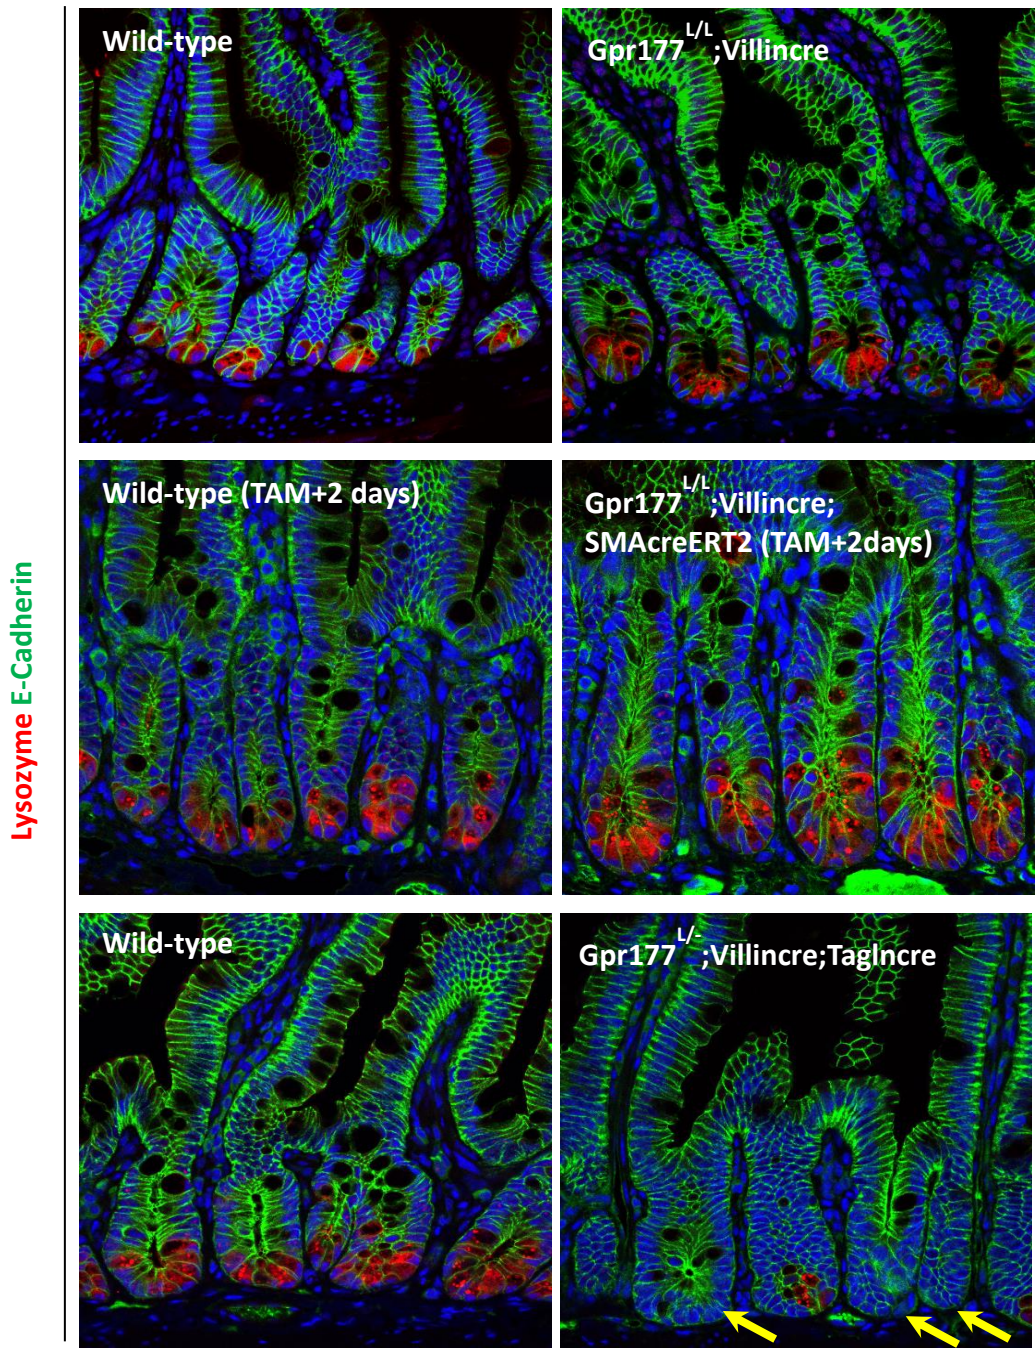 Lysozyme E-Cadherin
Wild-type
Gpr177L/L;Villincre
Wild-type (TAM+2 days)
Gpr177L/L;Villincre;
SMAcreERT2 (TAM+2days)
Wild-type
Gpr177L/-;Villincre;Taglncre